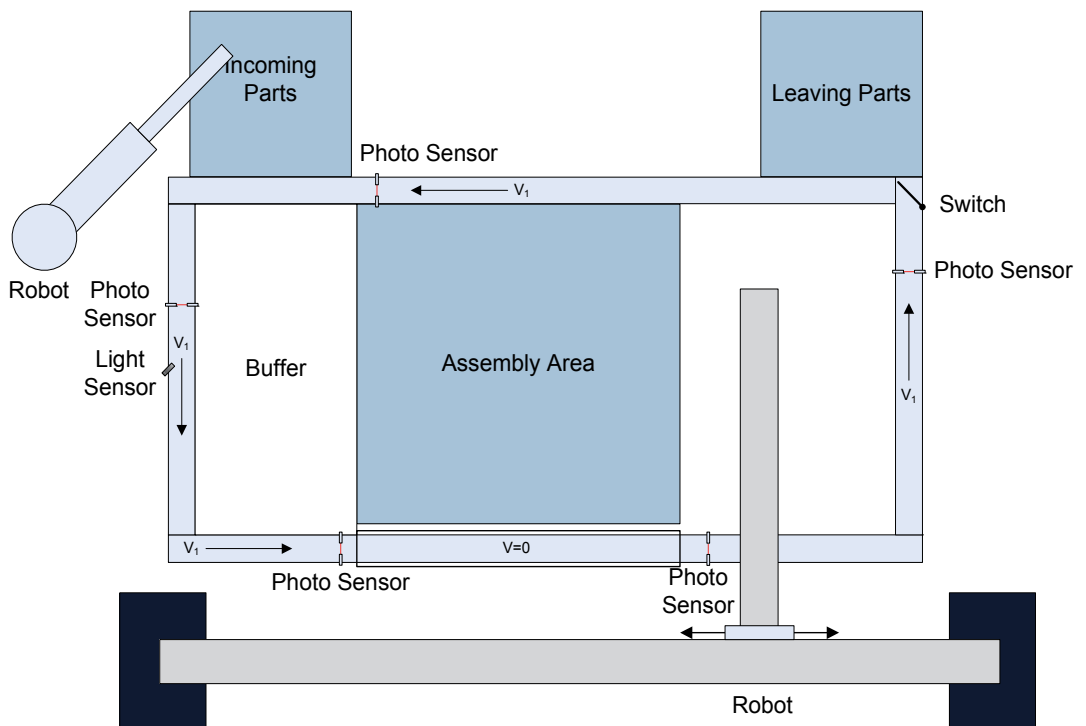 Incoming
Parts
Leaving Parts
Photo Sensor
V₁
Switch
Robot
Photo
Sensor
Photo Sensor
V₁
Light
Sensor
Buffer
Assembly Area
V₁
V₁
V=0
Photo Sensor
Photo
Sensor
Robot